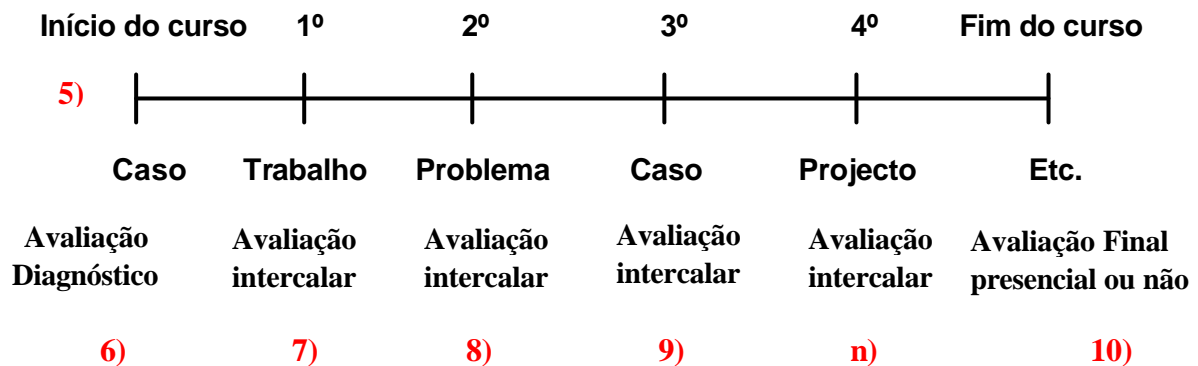 Início do curso 1º 2º 3º 4º Fim do curso
5)
Caso Trabalho Problema Caso Projecto Etc.
Avaliação Avaliação Avaliação Avaliação Avaliação Avaliação Final
Diagnóstico intercalar intercalar intercalar intercalar presencial ou não
6) 7) 8) 9) n) 10)